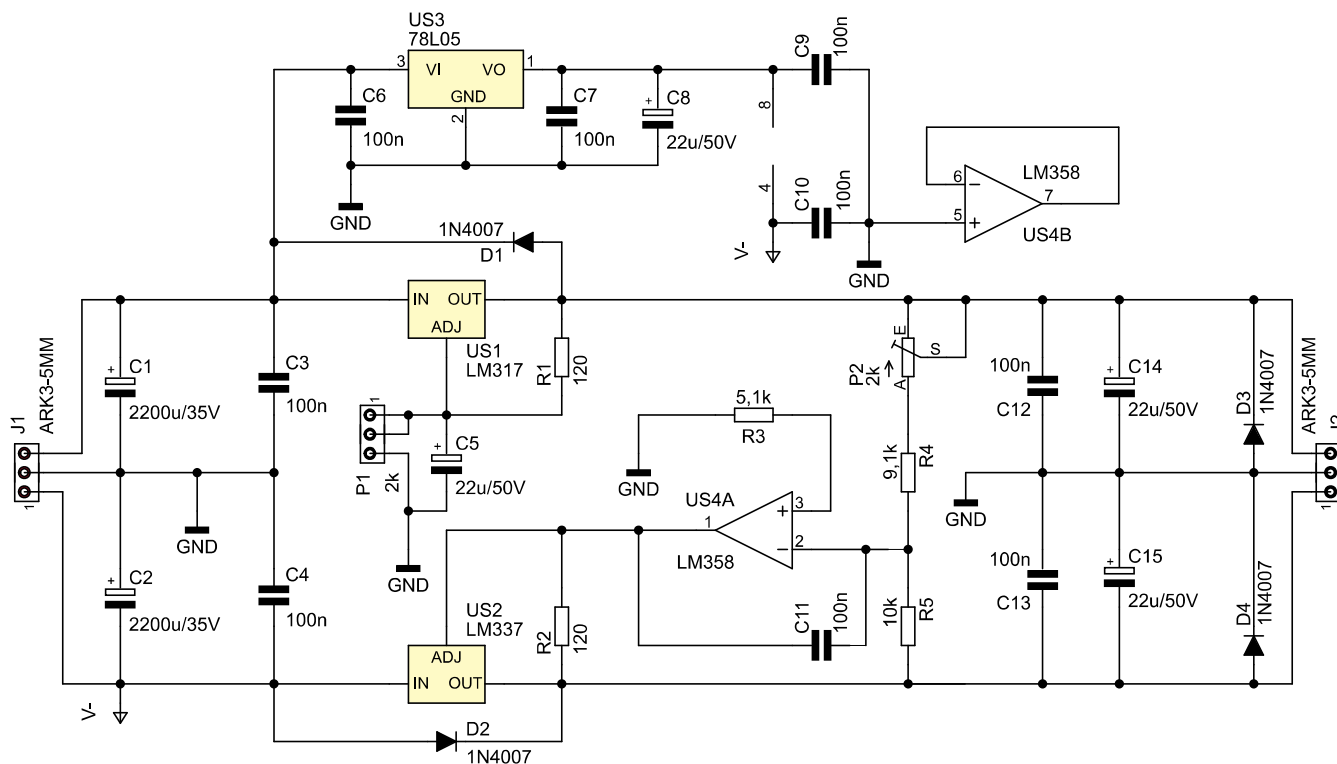 US3
78L05
3
VI
VO
1
GND
2
C6
100n
C7
100n
+
C8
22u/50V
GND
8
4
C9
100n
C10
100n
V-
GND
6
5
-
+
7
LM358
US4B
1N4007
D1
IN
OUT
ADJ
US1
LM317
R1
120
J1
ARK3-5MM
1
+
C1
2200u/35V
C3
100n
GND
+
C2
2200u/35V
C4
100n
V-
1
P1
2k
+
C5
22u/50V
GND
5,1k
R3
GND
US4A
LM358
1
+
-
3
2
C11
100n
US2
LM337
ADJ
IN
OUT
R2
120
D2
1N4007
E
S
A
P2
2k
9,1k
R4
10k
R5
100n
C12
+
C14
22u/50V
D3
1N4007
GND
100n
C13
+
C15
22u/50V
D4
1N4007
ARK3-5MM
1